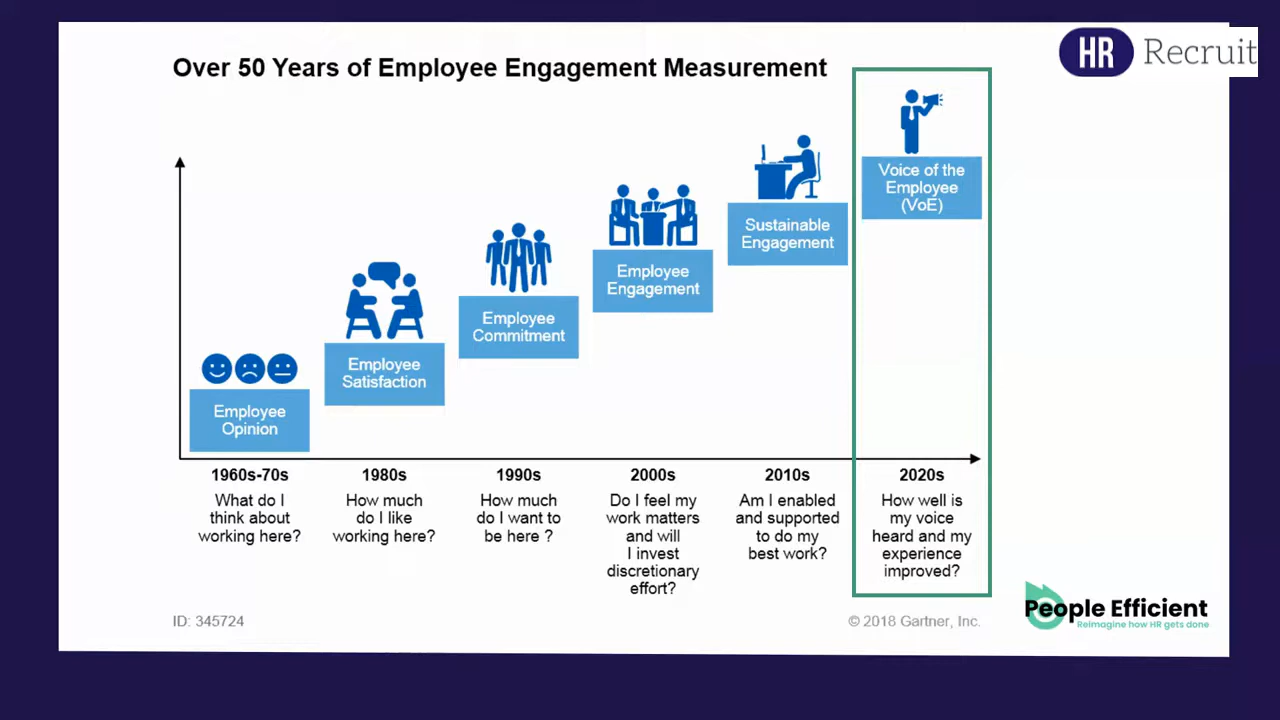 Over 50 Years of Employee Engagement Measurement
HR Recruit
Voice of the
Employee
(VoE)
Sustainable
Engagement
Employee
Engagement
Employee
Commitment
Employee
Satisfaction
Employee
Opinion
1960s-70s
What do I
think about
working here?
1980s
How much
do I like
working here?
1990s
How much
do I want to
be here ?
2000s
Do I feel my
work matters
and will
I invest
discretionary
effort?
2010s
Am I enabled
and supported
to do my
best work?
2020s
How well is
my voice
heard and my
experience
improved?
ID: 345724
© 2018 Gartner, Inc.
People Efficient
Reimagine how HR gets done